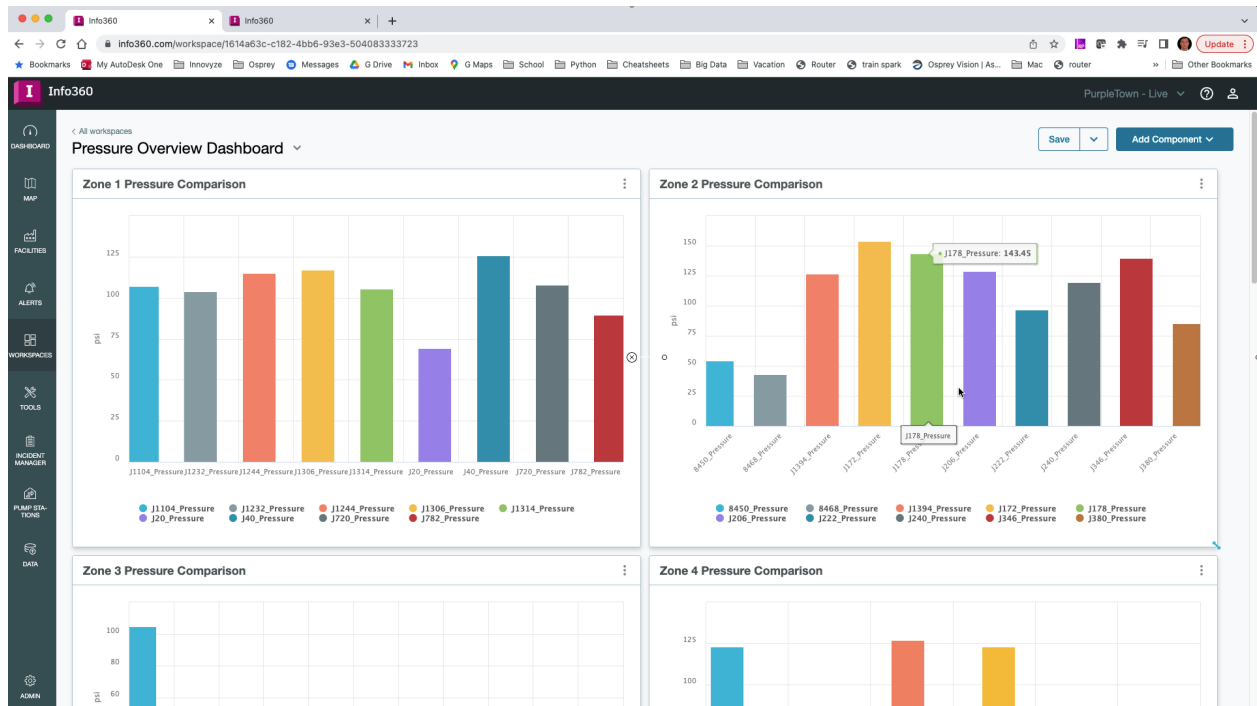 Info360
Info360
info360.com/workspace/1614a63c-c182-4bb6-93e3-504083333723
Update
Bookmarks My AutoDesk One Innovyze Osprey Messages G Drive Inbox G Maps School Python Cheatsheets Big Data Vacation Router train spark Osprey Vision | As... Mac router » Other Bookmarks
I Info360
PurpleTown - Live
DASHBOARD
MAP
FACILITIES
ALERTS
WORKSPACES
TOOLS
INCIDENT
MANAGER
PUMP STA-
TIONS
DATA
ADMIN
< All workspaces
Pressure Overview Dashboard
Save
Add Component
Zone 1 Pressure Comparison
125
100
75
50
25
0
psi
J1104_Pressure J1232_Pressure J1244_Pressure J1306_Pressure J1314_Pressure J20_Pressure J40_Pressure J720_Pressure J782_Pressure
J1104_Pressure J1232_Pressure J1244_Pressure J1306_Pressure J1314_Pressure
J20_Pressure J40_Pressure J720_Pressure J782_Pressure
Zone 2 Pressure Comparison
150
125
100
75
50
25
0
psi
J178_Pressure: 143.45
J178_Pressure
8450_Pressure 8468_Pressure J1394_Pressure J172_Pressure J178_Pressure J206_Pressure J222_Pressure J240_Pressure J346_Pressure J380_Pressure
8450_Pressure 8468_Pressure J1394_Pressure J172_Pressure J178_Pressure
J206_Pressure J222_Pressure J240_Pressure J346_Pressure J380_Pressure
Zone 3 Pressure Comparison
100
80
60
psi
Zone 4 Pressure Comparison
125
100